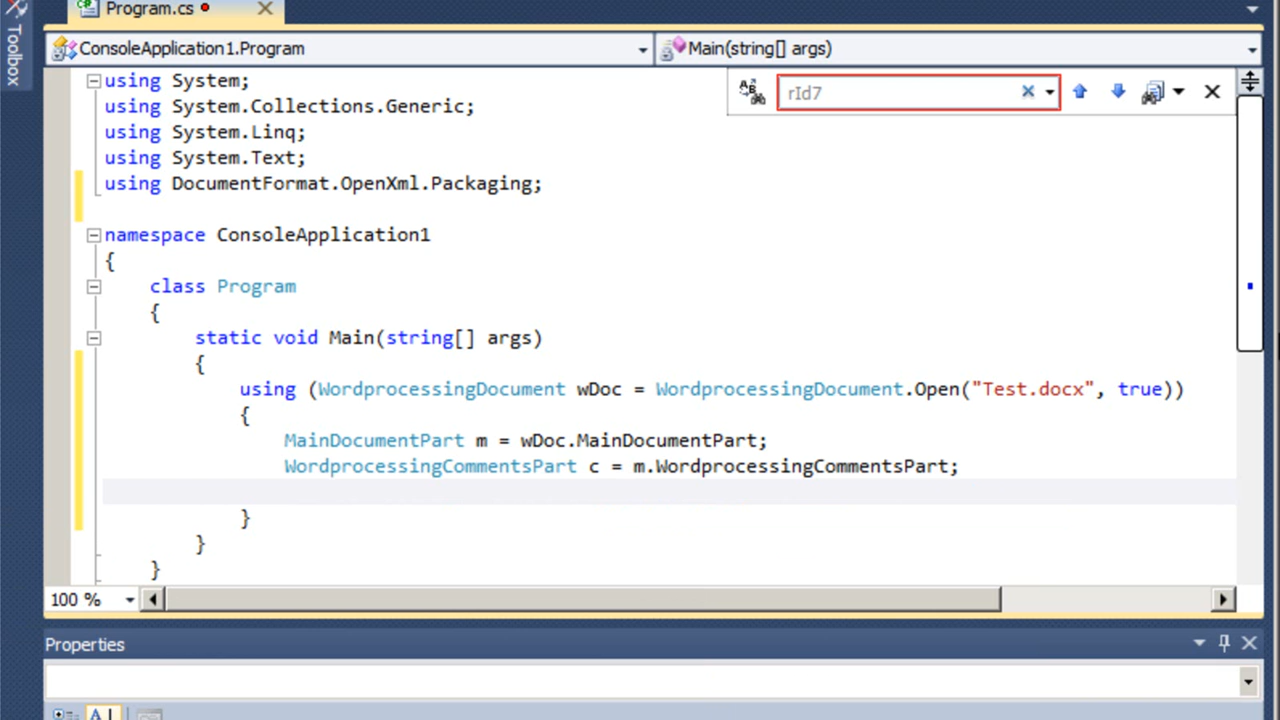 Program.cs
Toolbox
ConsoleApplication1.Program
Main(string[] args)
rId7
using System;
using System.Collections.Generic;
using System.Linq;
using System.Text;
using DocumentFormat.OpenXml.Packaging;
namespace ConsoleApplication1
{
class Program
{
static void Main(string[] args)
{
using (WordprocessingDocument wDoc = WordprocessingDocument.Open("Test.docx", true))
{
MainDocumentPart m = wDoc.MainDocumentPart;
WordprocessingCommentsPart c = m.WordprocessingCommentsPart;
}
}
}
100 %
Properties